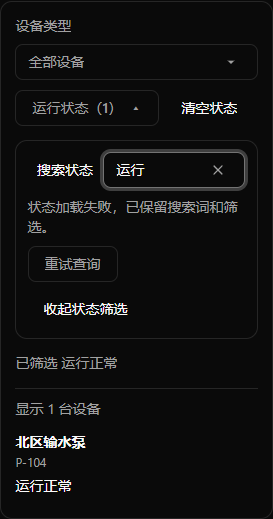 设备类型
全部设备
运行状态（1） 清空状态
搜索状态 运行
状态加载失败，已保留搜索词和筛
选。
重试查询
收起状态筛选
已筛选 运行正常
显示 1 台设备
北区输水泵
P-104
运行正常